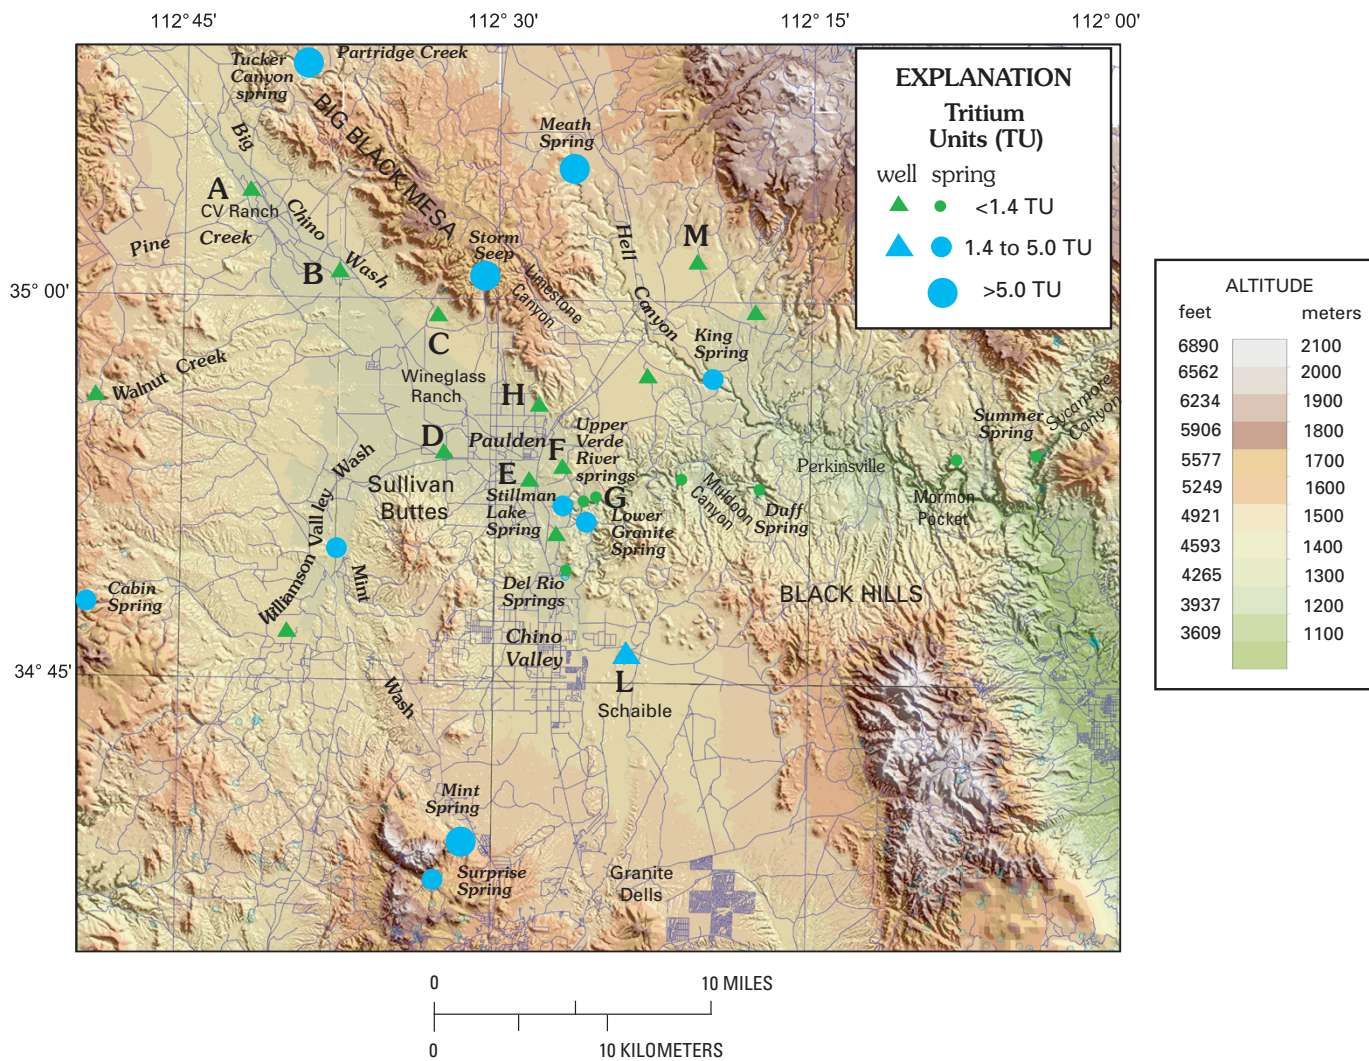 112° 45'
112° 30'
112° 15'
112° 00'
35° 00'
34° 45'
Tucker
Canyon
spring
Partridge Creek
BIG BLACK MESA
Big
Chino
Wash
Meath
Spring
A
CV Ranch
Pine
Creek
B
Storm
Seep
Limestone
Canyon
Hell
Canyon
M
C
Wineglass
Ranch
King
Spring
Walnut Creek
H
D
Paulden
F
E
Upper
Verde
River
springs
G
Sullivan
Buttes
Stillman
Lake
Spring
Lower
Granite
Spring
Muldoon
Canyon
Duff
Spring
Perkinsville
Mormon
Pocket
Summer
Spring
Sycamore
Canyon
Williamson Vall ley Wash
Mint
Wash
Cabin
Spring
Del Rio
Springs
BLACK HILLS
Chino
Valley
L
Schaible
Mint
Spring
Surprise
Spring
Granite
Dells
EXPLANATION
Tritium
Units (TU)
well spring
<1.4 TU
1.4 to 5.0 TU
>5.0 TU
ALTITUDE
feet meters
6890 2100
6562 2000
6234 1900
5906 1800
5577 1700
5249 1600
4921 1500
4593 1400
4265 1300
3937 1200
3609 1100
0 10 MILES
0 10 KILOMETERS